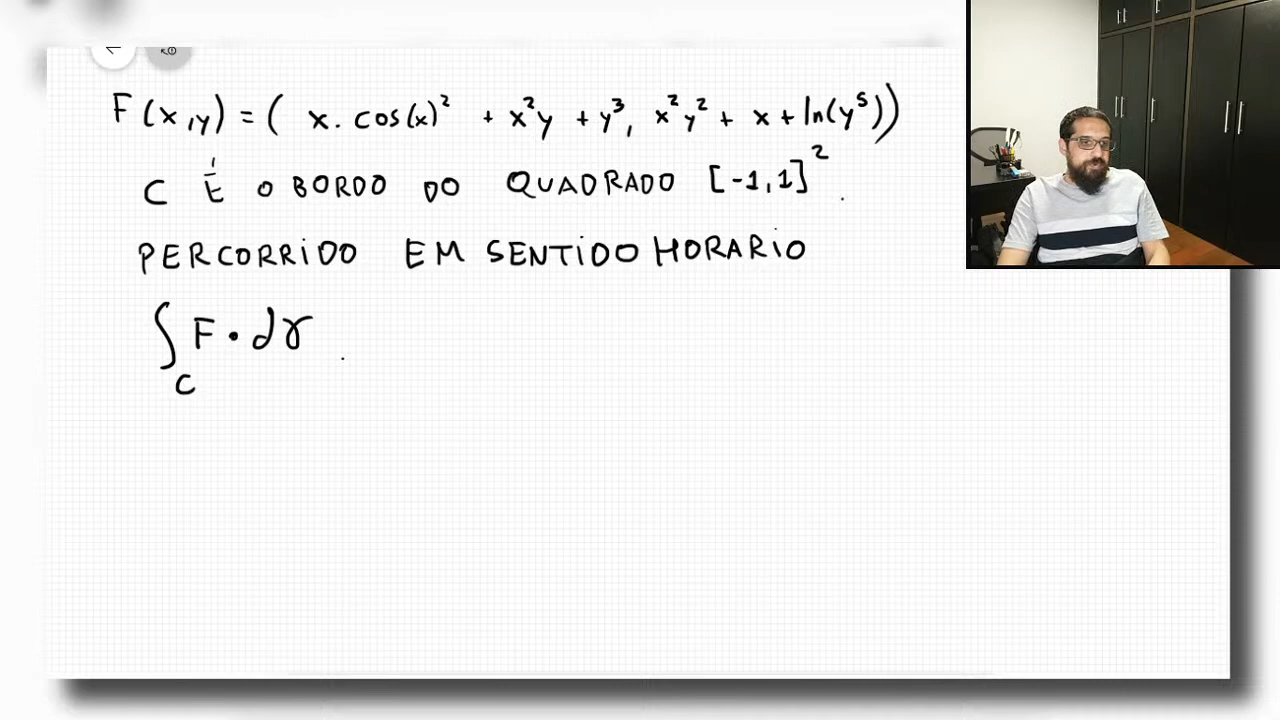 F(x,y) = ( x. cos(x)² + x²y + y³, x²y² + x + ln(y⁵))
C É O BORDO DO QUADRADO [-1,1]².
PERCORRIDO EM SENTIDO HORARIO
∫_C F • dr.